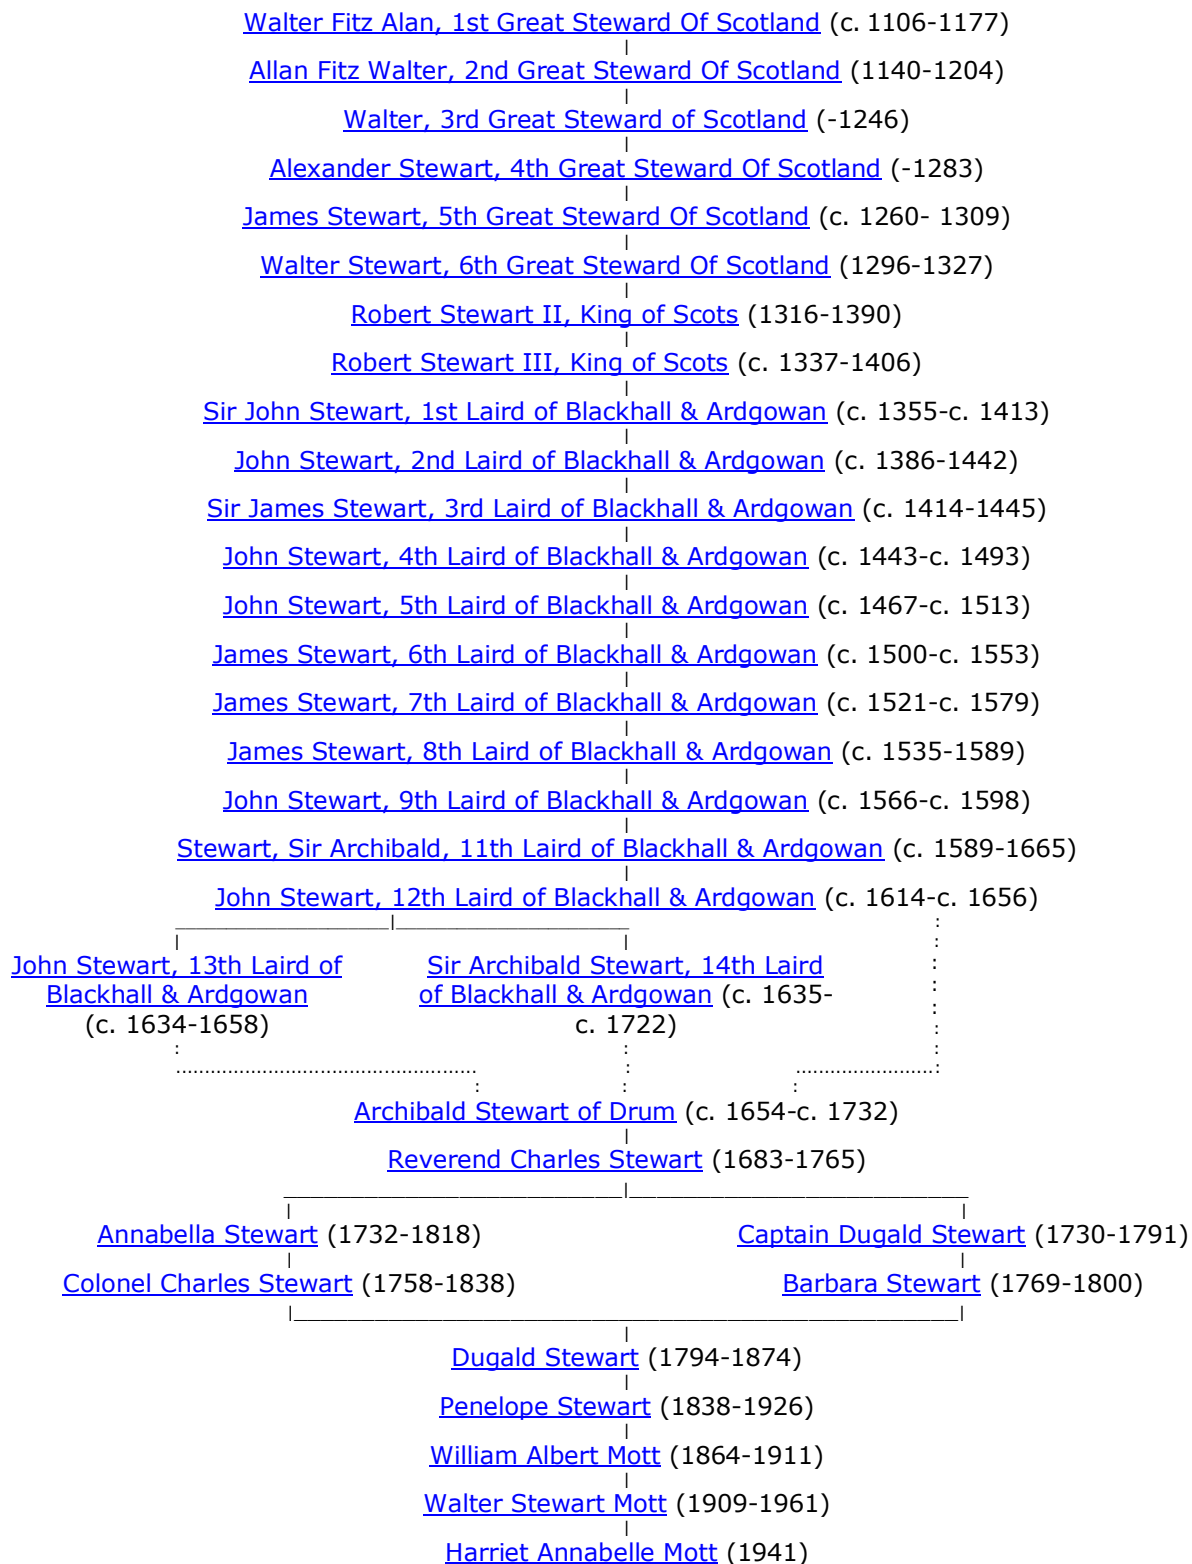 Walter Fitz Alan, 1st Great Steward Of Scotland (c. 1106-1177)
Allan Fitz Walter, 2nd Great Steward Of Scotland (1140-1204)
Walter, 3rd Great Steward of Scotland (-1246)
Alexander Stewart, 4th Great Steward Of Scotland (-1283)
James Stewart, 5th Great Steward Of Scotland (c. 1260- 1309)
Walter Stewart, 6th Great Steward Of Scotland (1296-1327)
Robert Stewart II, King of Scots (1316-1390)
Robert Stewart III, King of Scots (c. 1337-1406)
Sir John Stewart, 1st Laird of Blackhall & Ardgowan (c. 1355-c. 1413)
John Stewart, 2nd Laird of Blackhall & Ardgowan (c. 1386-1442)
Sir James Stewart, 3rd Laird of Blackhall & Ardgowan (c. 1414-1445)
John Stewart, 4th Laird of Blackhall & Ardgowan (c. 1443-c. 1493)
John Stewart, 5th Laird of Blackhall & Ardgowan (c. 1467-c. 1513)
James Stewart, 6th Laird of Blackhall & Ardgowan (c. 1500-c. 1553)
James Stewart, 7th Laird of Blackhall & Ardgowan (c. 1521-c. 1579)
James Stewart, 8th Laird of Blackhall & Ardgowan (c. 1535-1589)
John Stewart, 9th Laird of Blackhall & Ardgowan (c. 1566-c. 1598)
Stewart, Sir Archibald, 11th Laird of Blackhall & Ardgowan (c. 1589-1665)
John Stewart, 12th Laird of Blackhall & Ardgowan (c. 1614-c. 1656)
John Stewart, 13th Laird of
Blackhall & Ardgowan
(c. 1634-1658)
Sir Archibald Stewart, 14th Laird
of Blackhall & Ardgowan (c. 1635-
c. 1722)
Archibald Stewart of Drum (c. 1654-c. 1732)
Reverend Charles Stewart (1683-1765)
Annabella Stewart (1732-1818)
Captain Dugald Stewart (1730-1791)
Colonel Charles Stewart (1758-1838)
Barbara Stewart (1769-1800)
Dugald Stewart (1794-1874)
Penelope Stewart (1838-1926)
William Albert Mott (1864-1911)
Walter Stewart Mott (1909-1961)
Harriet Annabelle Mott (1941)